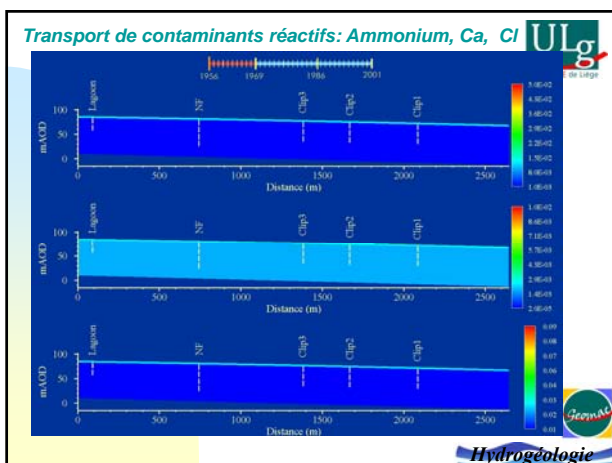 Transport de contaminants réactifs: Ammonium, Ca, Cl
ULg
de Liège
1956 1969 1986 2001
Lagoon NF Clip3 Clip2 Clip1
mAOD
100
50
0
0 500 1000 1500 2000 2500
Distance (m)
Lagoon NF Clip3 Clip2 Clip1
mAOD
100
50
0
0 500 1000 1500 2000 2500
Distance (m)
Lagoon NF Clip3 Clip2 Clip1
mAOD
100
50
0
0 500 1000 1500 2000 2500
Distance (m)
0.09
0.08
0.07
0.06
0.05
0.04
0.03
0.02
0.01
Geomac
Hydrogéologie